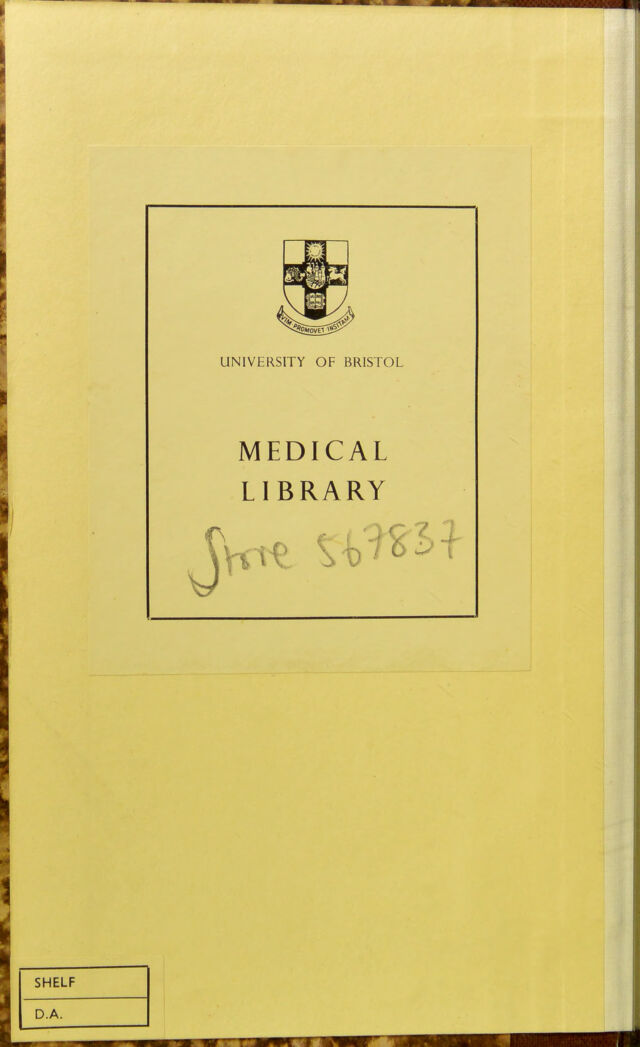 VIM PROMOVET INSITAM
UNIVERSITY OF BRISTOL
MEDICAL
LIBRARY
Store 567837
SHELF
D.A.